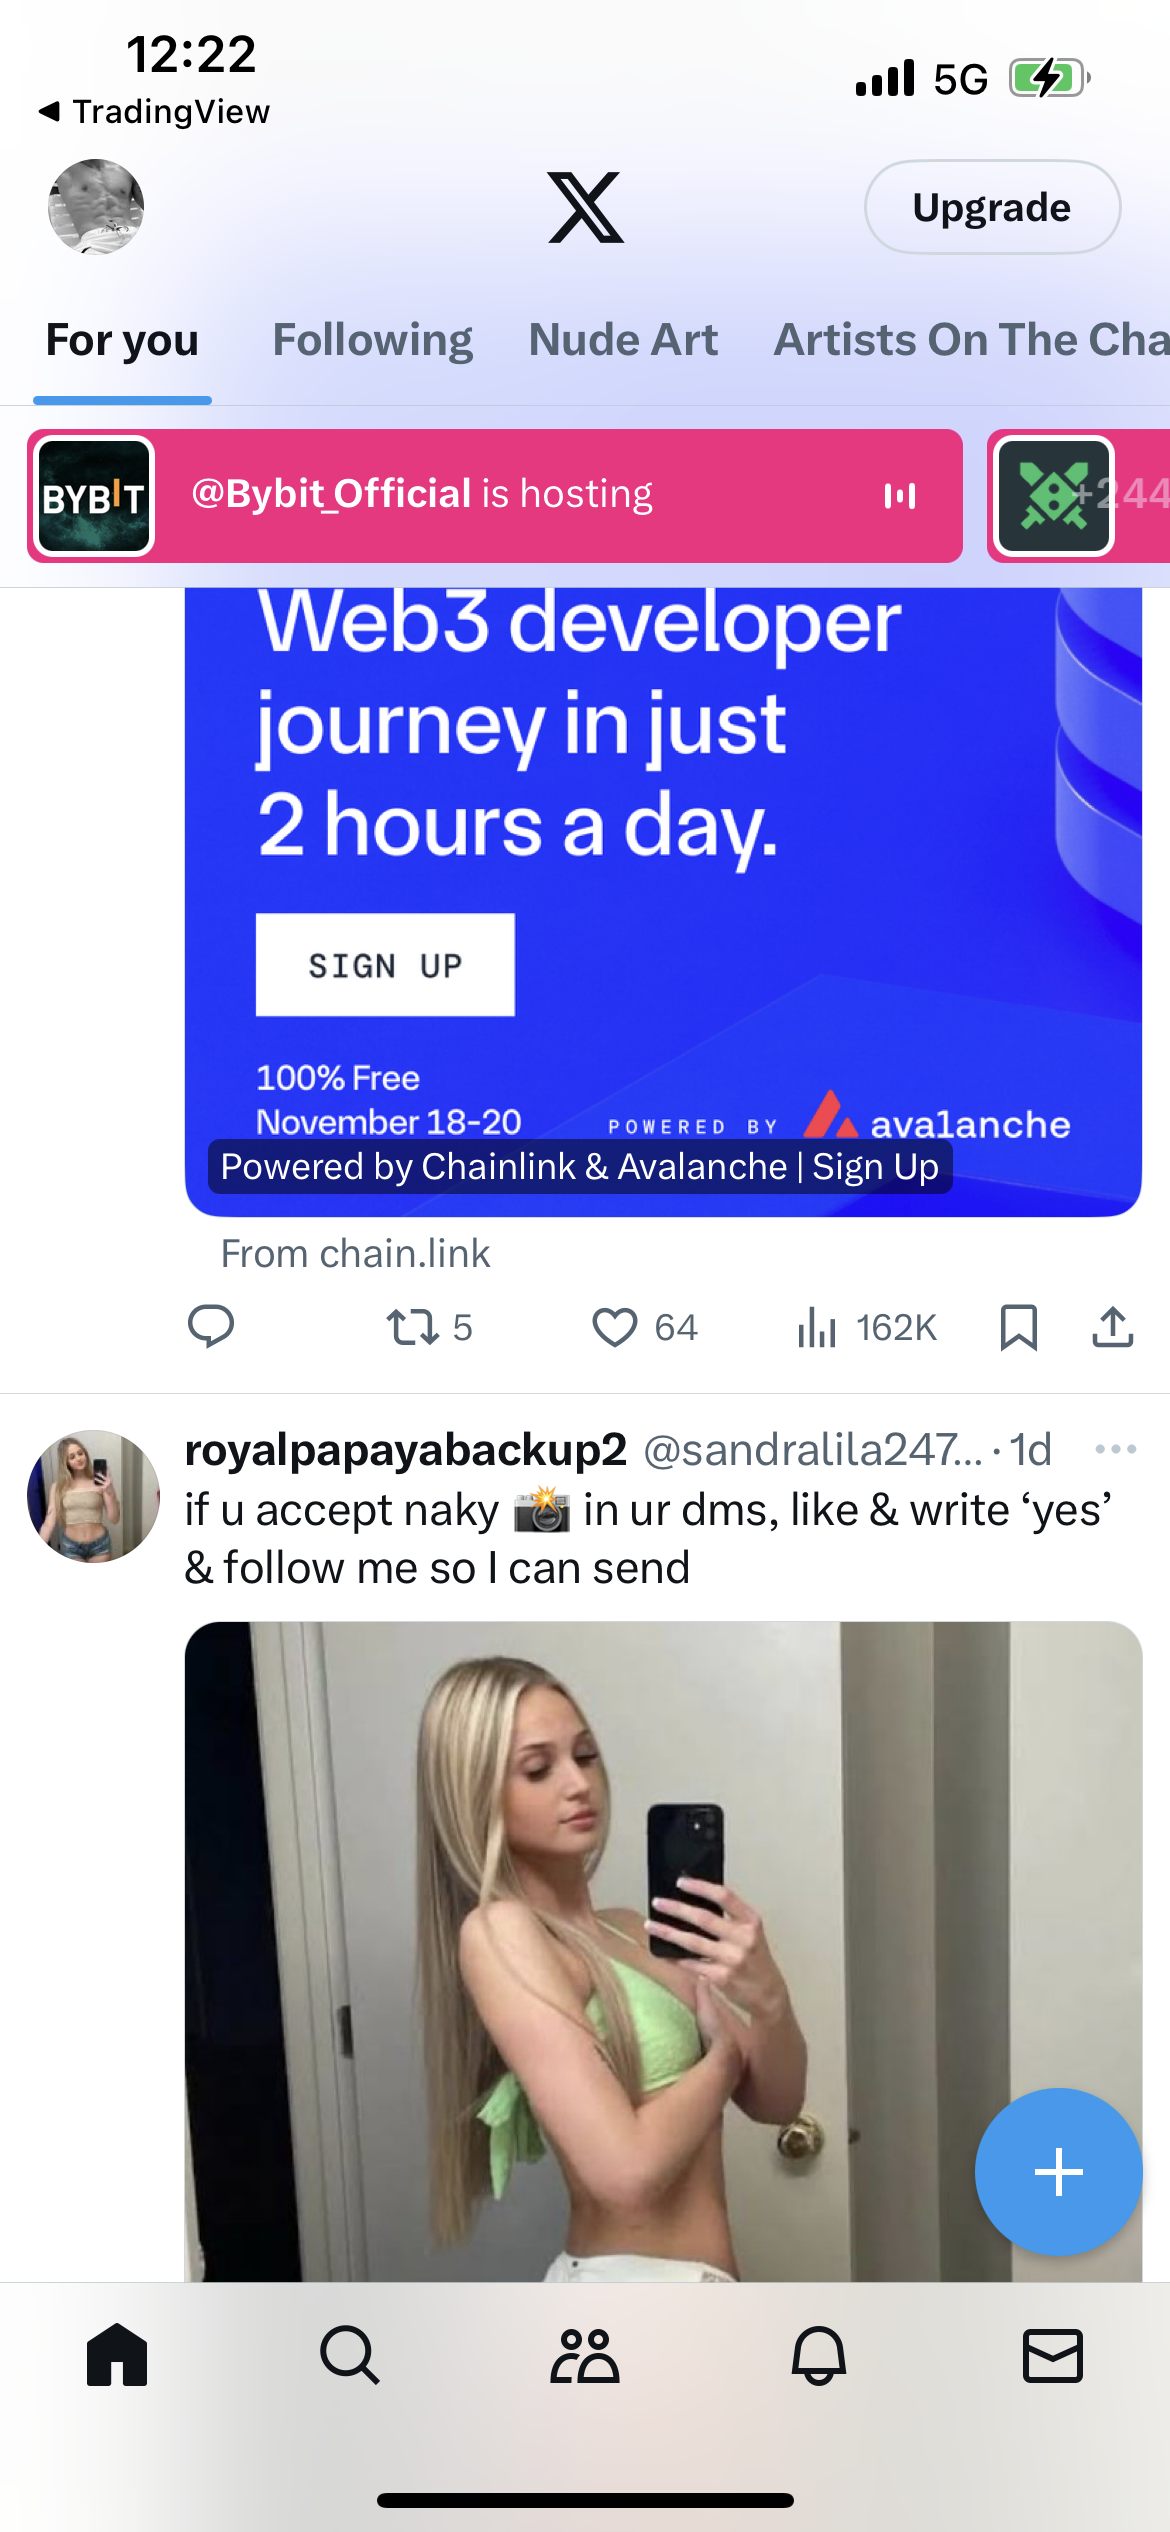 12:22
5G
◀ TradingView
Upgrade
For you
Following
Nude Art
Artists On The Cha
BYBIT
@Bybit_Official is hosting
+244
Web3 developer
journey in just
2 hours a day.
SIGN UP
100% Free
November 18-20
POWERED BY
avalanche
Powered by Chainlink & Avalanche | Sign Up
From chain.link
5
64
162K
royalpapayabackup2 @sandralila247... · 1d
if u accept naky 📸 in ur dms, like & write ‘yes’
& follow me so I can send